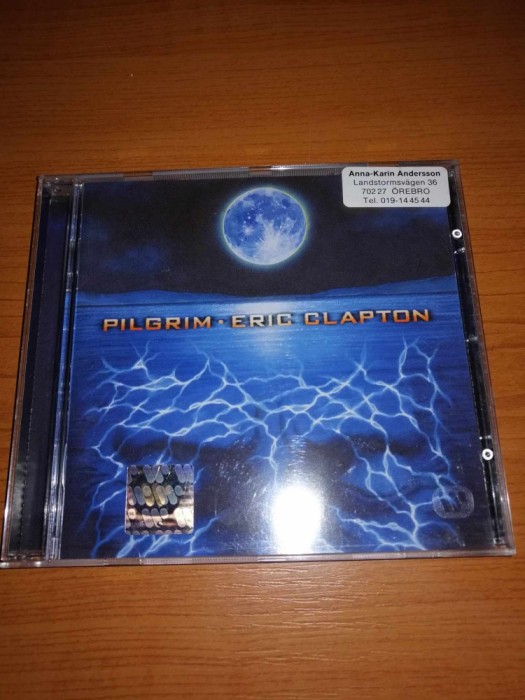 Anna-Karin Andersson
Landstormsvägen 36
702 27 ÖREBRO
Tel. 019-14 45 44
PILGRIM · ERIC CLAPTON